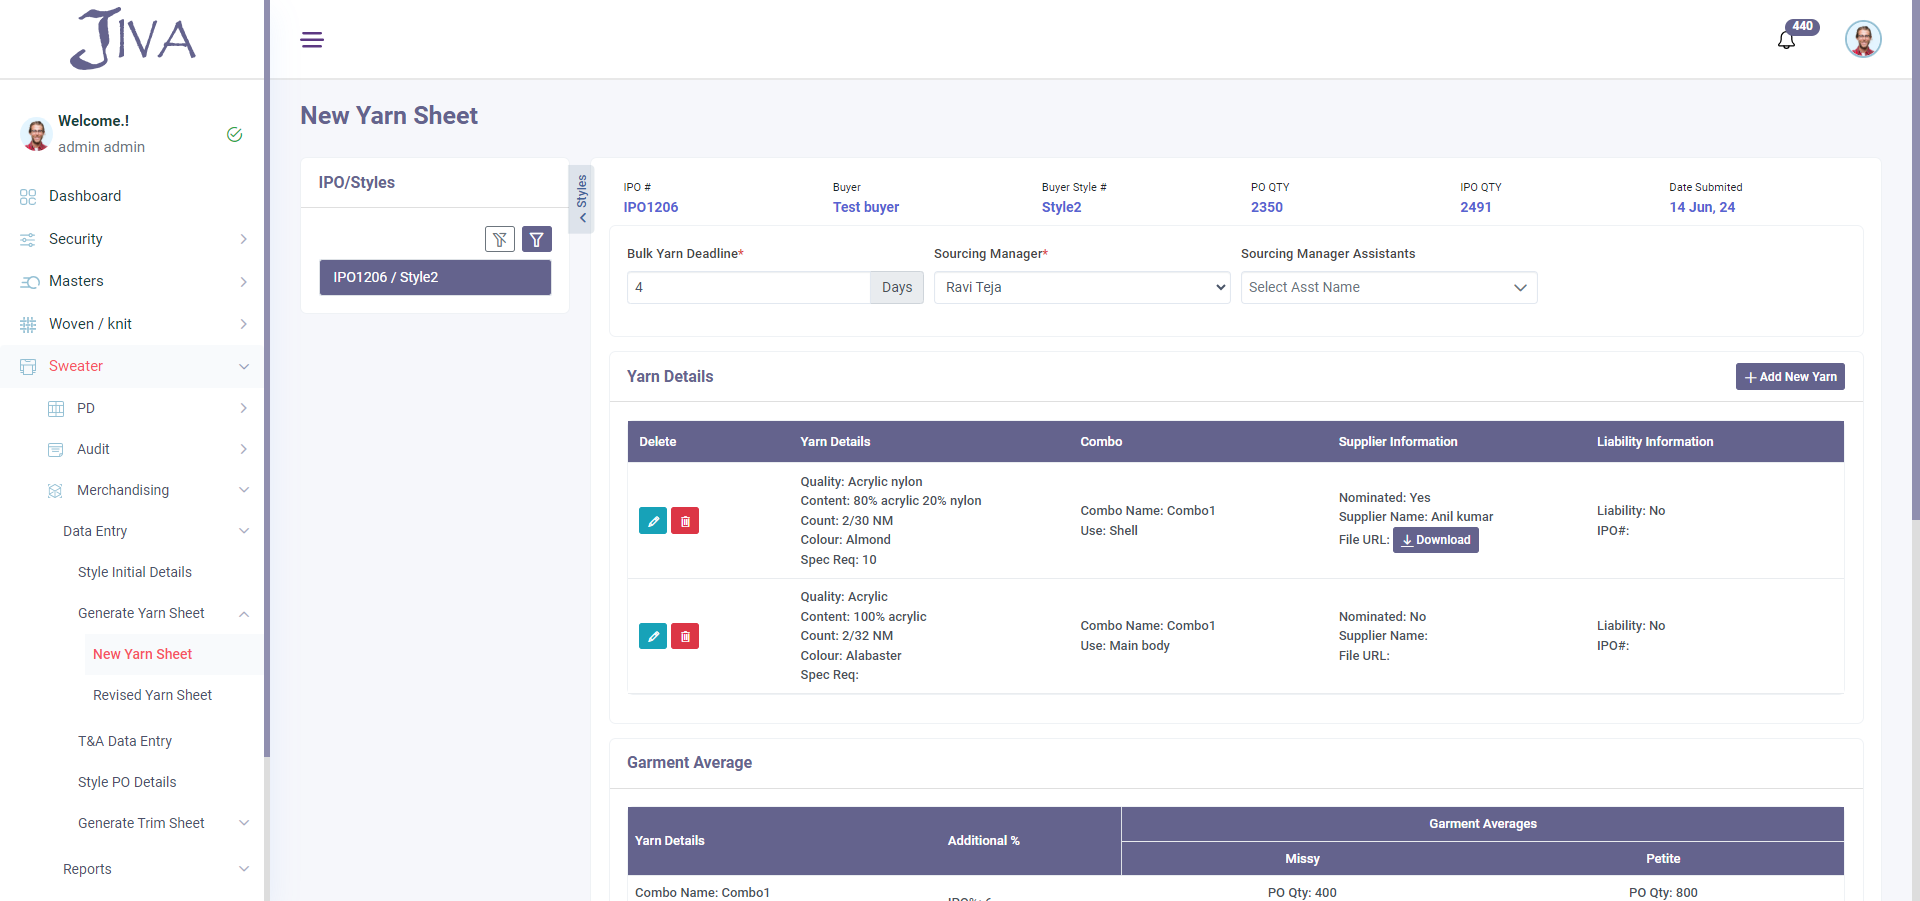 JIVA
440
Welcome.!
admin admin
Dashboard
Security
Masters
Woven / knit
Sweater
PD
Audit
Merchandising
Data Entry
Style Initial Details
Generate Yarn Sheet
New Yarn Sheet
Revised Yarn Sheet
T&A Data Entry
Style PO Details
Generate Trim Sheet
Reports
New Yarn Sheet
IPO/Styles
IPO1206 / Style2
Styles
IPO # Buyer Buyer Style # PO QTY IPO QTY Date Submited
IPO1206 Test buyer Style2 2350 2491 14 Jun, 24
Bulk Yarn Deadline* Sourcing Manager* Sourcing Manager Assistants
4 Days Ravi Teja Select Asst Name
Yarn Details
Add New Yarn
Delete Yarn Details Combo Supplier Information Liability Information
Quality: Acrylic nylon
Content: 80% acrylic 20% nylon
Count: 2/30 NM
Colour: Almond
Spec Req: 10
Combo Name: Combo1
Use: Shell
Nominated: Yes
Supplier Name: Anil kumar
File URL: Download
Liability: No
IPO#:
Quality: Acrylic
Content: 100% acrylic
Count: 2/32 NM
Colour: Alabaster
Spec Req:
Combo Name: Combo1
Use: Main body
Nominated: No
Supplier Name:
File URL:
Liability: No
IPO#:
Garment Average
Yarn Details Additional % Garment Averages
Missy Petite
Combo Name: Combo1 PO Qty: 400 PO Qty: 800